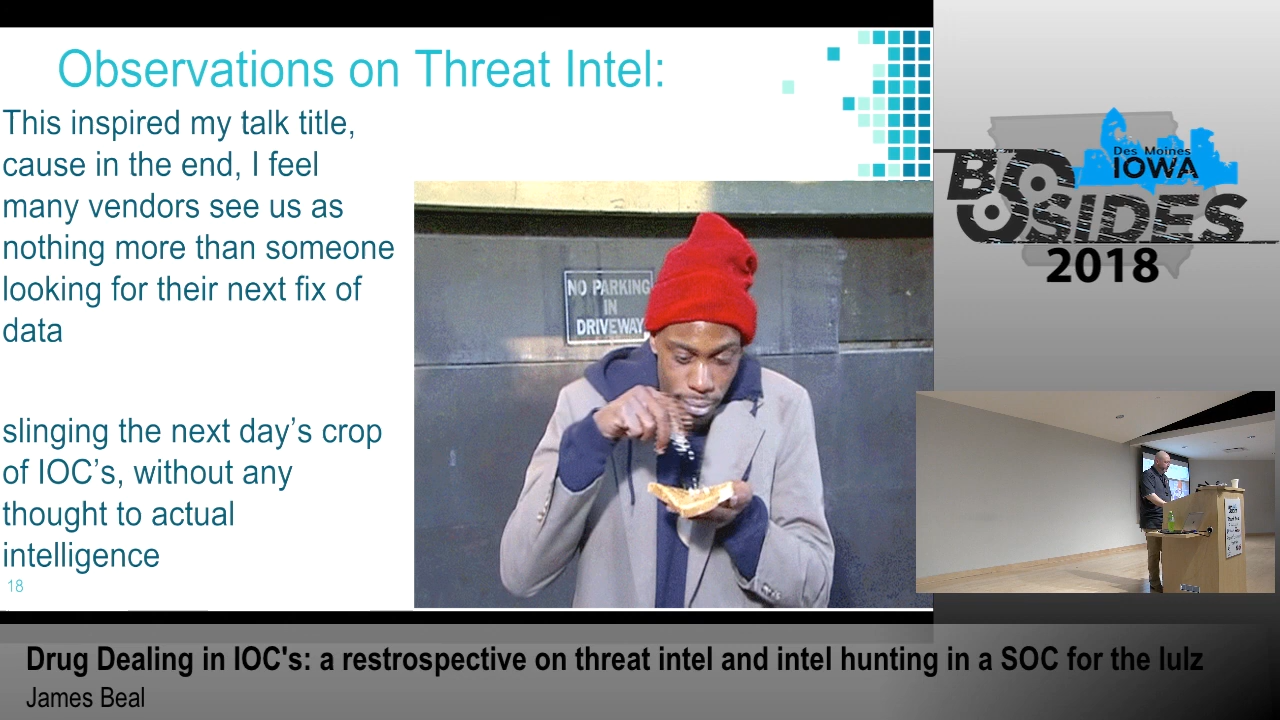 Observations on Threat Intel:
This inspired my talk title,
cause in the end, I feel
many vendors see us as
nothing more than someone
looking for their next fix of
data
slinging the next day’s crop
of IOC’s, without any
thought to actual
intelligence
18
NO PARKING
IN
DRIVEWAY
Des Moines
IOWA
BSIDES
2018
Drug Dealing in IOC's: a restrospective on threat intel and intel hunting in a SOC for the lulz
James Beal